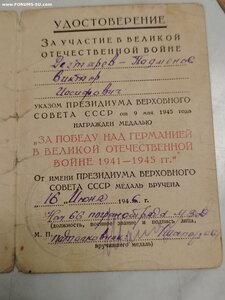 © www.FORUMS-SU.com
УДОСТОВЕРЕНИЕ
ЗА УЧАСТИЕ В ВЕЛИКОЙ
ОТЕЧЕСТВЕННОЙ ВОЙНЕ
Виктор
Иосифович
УКАЗОМ ПРЕЗИДИУМА ВЕРХОВНОГО
СОВЕТА СССР от 9 мая 1945 года
НАГРАЖДЕН МЕДАЛЬЮ
„ЗА ПОБЕДУ НАД ГЕРМАНИЕЙ
В ВЕЛИКОЙ ОТЕЧЕСТВЕННОЙ
ВОЙНЕ 1941—1945 гг."
ОТ ИМЕНИ ПРЕЗИДИУМА ВЕРХОВНОГО
СОВЕТА СССР МЕДАЛЬ ВРУЧЕНА
16 Июня 1946 г.
66
(должность, воинское звание и подпись лица,
М. П.
вручившего медаль)